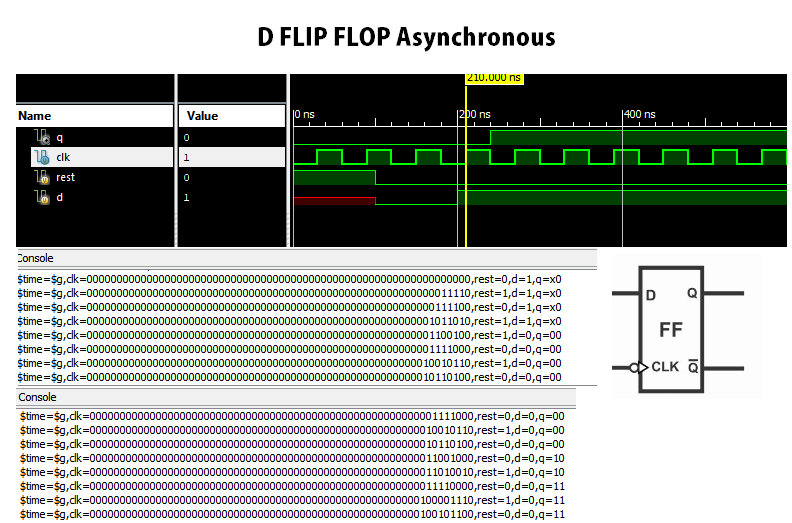 D FLIP FLOP Asynchronous
210.000 ns
Name
Value
0 ns
200 ns
400 ns
q
0
clk
1
rest
0
d
1
Console
$time=$g,clk=0000000000000000000000000000000000000000000000000000000000000000,rest=0,d=1,q=x0
$time=$g,clk=0000000000000000000000000000000000000000000000000000000000011110,rest=1,d=1,q=x0
$time=$g,clk=0000000000000000000000000000000000000000000000000000000000111100,rest=1,d=1,q=x0
$time=$g,clk=0000000000000000000000000000000000000000000000000000000001011010,rest=1,d=1,q=x0
$time=$g,clk=0000000000000000000000000000000000000000000000000000000001100100,rest=0,d=0,q=00
$time=$g,clk=0000000000000000000000000000000000000000000000000000000001111000,rest=0,d=0,q=00
$time=$g,clk=0000000000000000000000000000000000000000000000000000000010010110,rest=1,d=0,q=00
$time=$g,clk=0000000000000000000000000000000000000000000000000000000010110100,rest=0,d=0,q=00
D
Q
FF
CLK
Q̅
Console
$time=$g,clk=0000000000000000000000000000000000000000000000000000000001111000,rest=0,d=0,q=00
$time=$g,clk=0000000000000000000000000000000000000000000000000000000010010110,rest=1,d=0,q=00
$time=$g,clk=0000000000000000000000000000000000000000000000000000000010110100,rest=0,d=0,q=00
$time=$g,clk=0000000000000000000000000000000000000000000000000000000011001000,rest=0,d=0,q=10
$time=$g,clk=0000000000000000000000000000000000000000000000000000000011010010,rest=1,d=0,q=10
$time=$g,clk=0000000000000000000000000000000000000000000000000000000011110000,rest=0,d=0,q=11
$time=$g,clk=0000000000000000000000000000000000000000000000000000000100001110,rest=1,d=0,q=11
$time=$g,clk=0000000000000000000000000000000000000000000000000000000100101100,rest=0,d=0,q=11